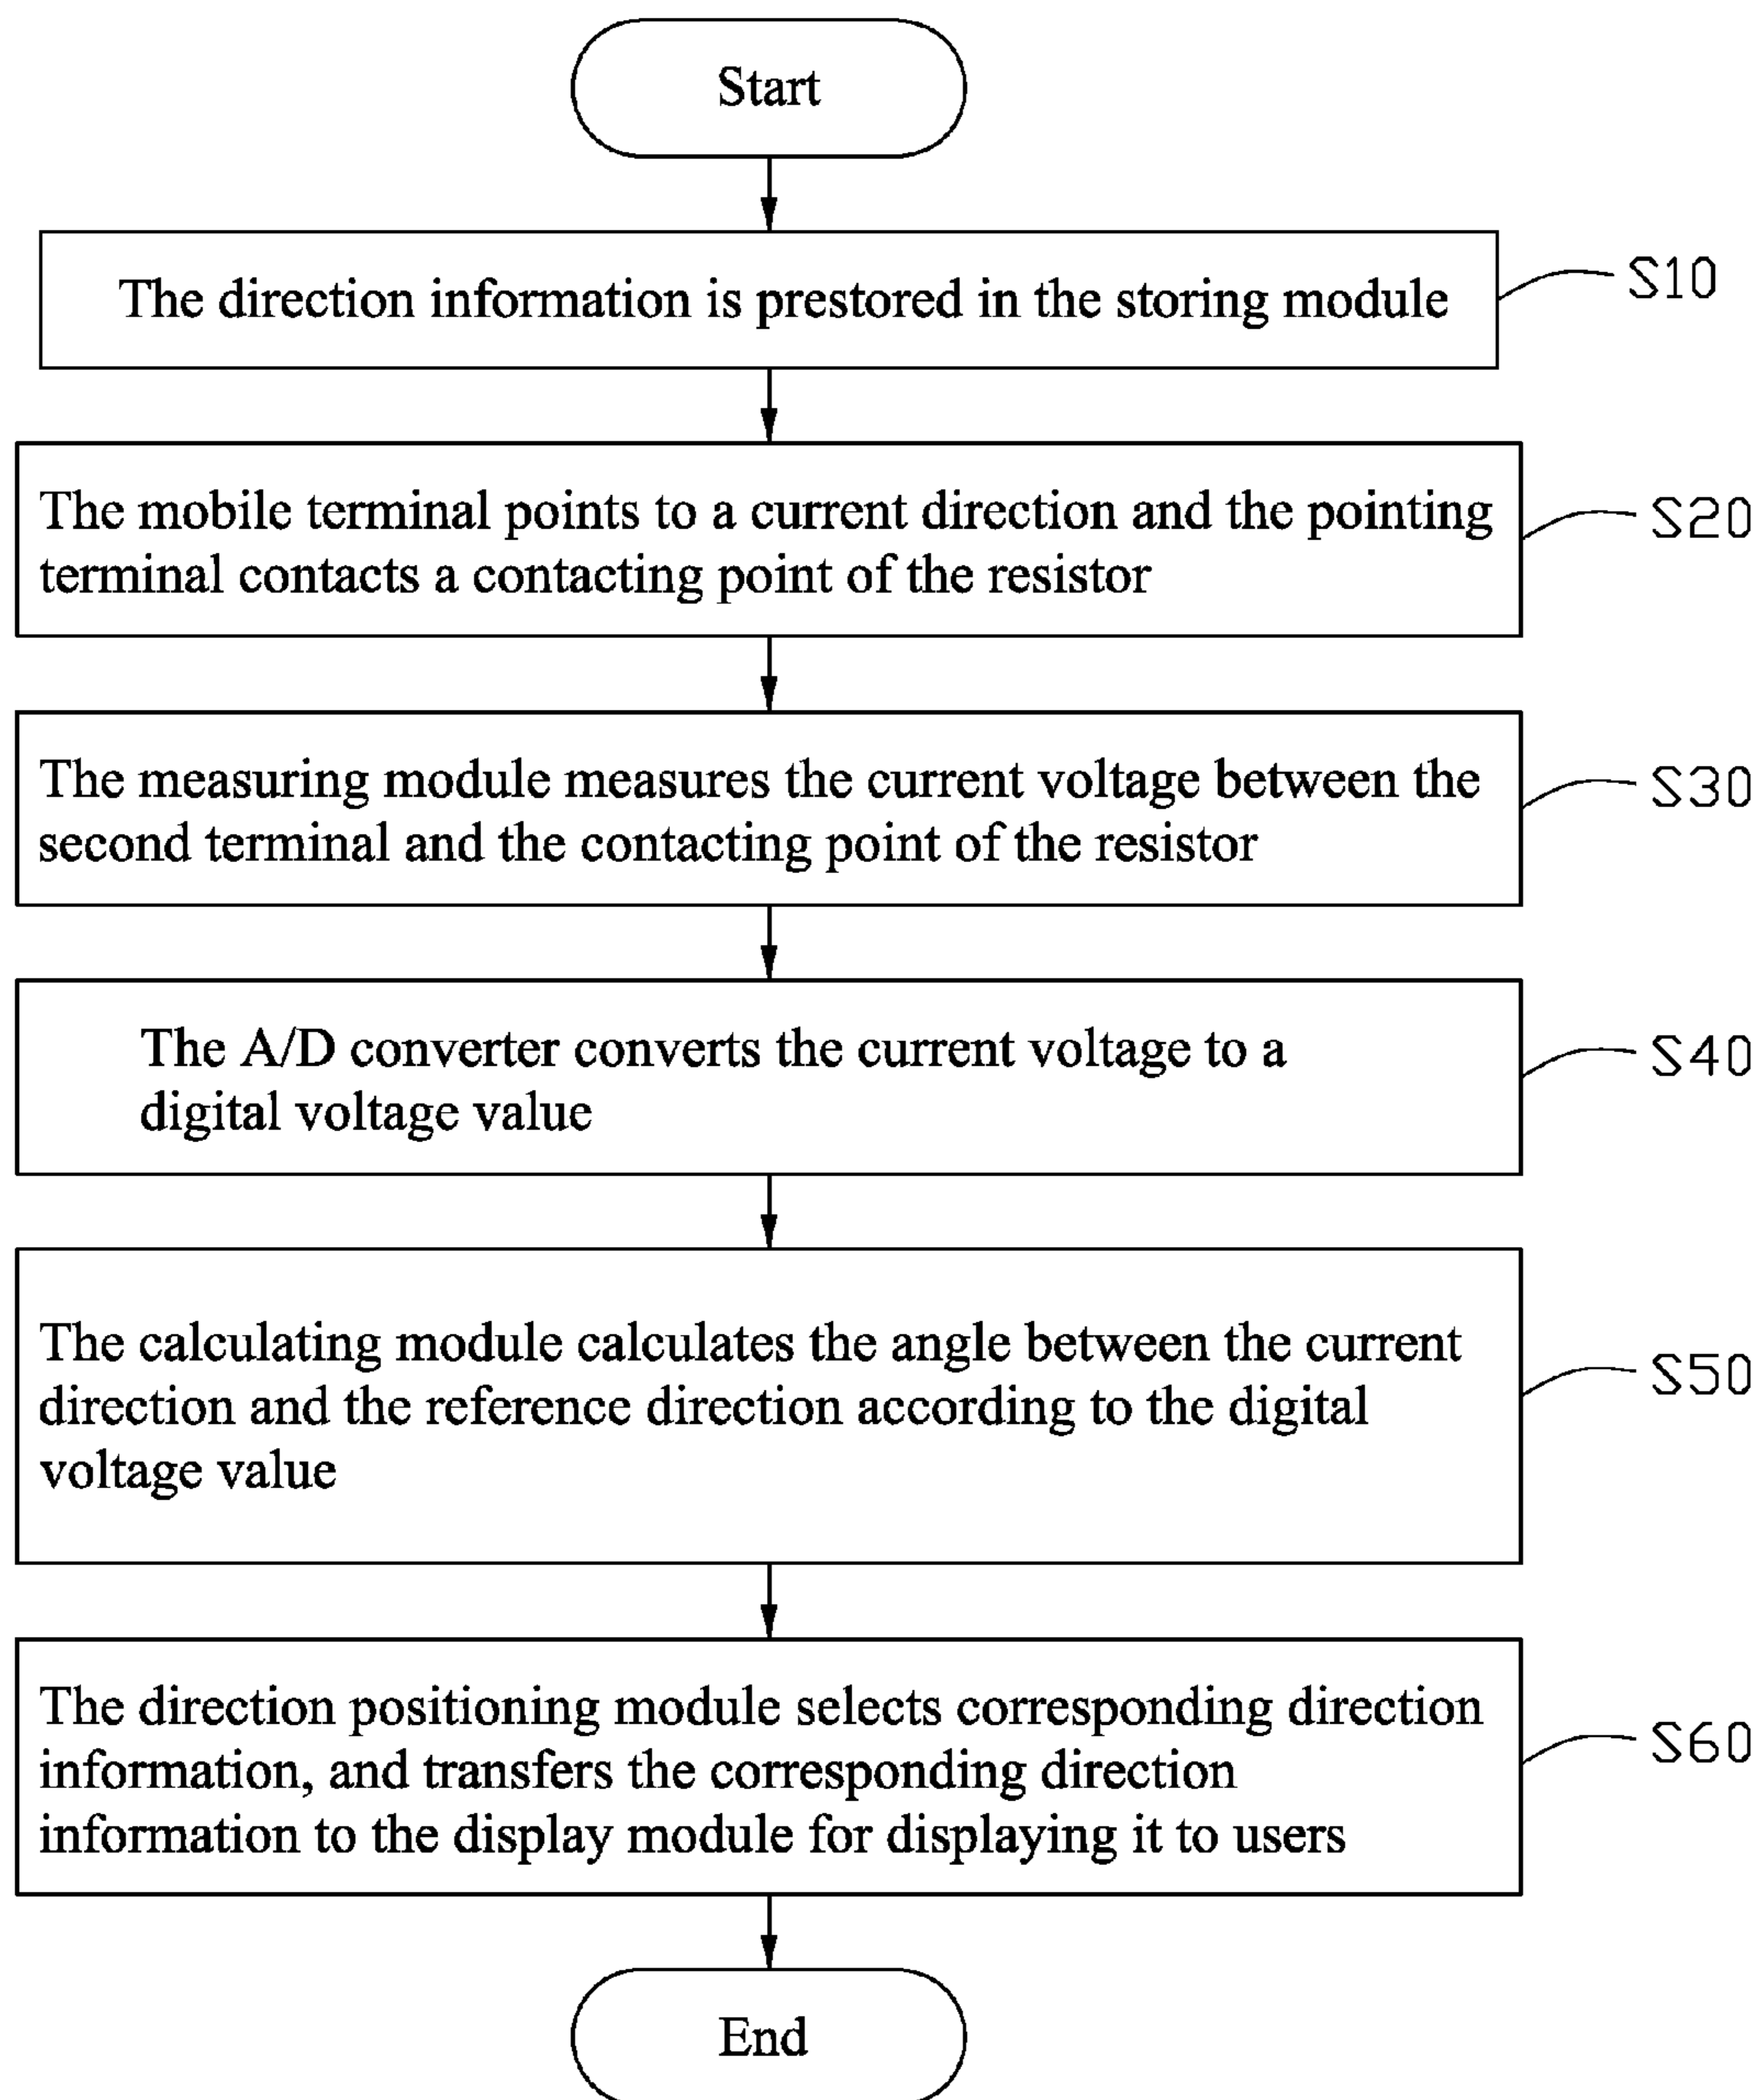 Start
The direction information is prestored in the storing module
S10
The mobile terminal points to a current direction and the pointing
terminal contacts a contacting point of the resistor
S20
The measuring module measures the current voltage between the
second terminal and the contacting point of the resistor
S30
The A/D converter converts the current voltage to a
digital voltage value
S40
The calculating module calculates the angle between the current
direction and the reference direction according to the digital
voltage value
S50
The direction positioning module selects corresponding direction
information, and transfers the corresponding direction
information to the display module for displaying it to users
S60
End